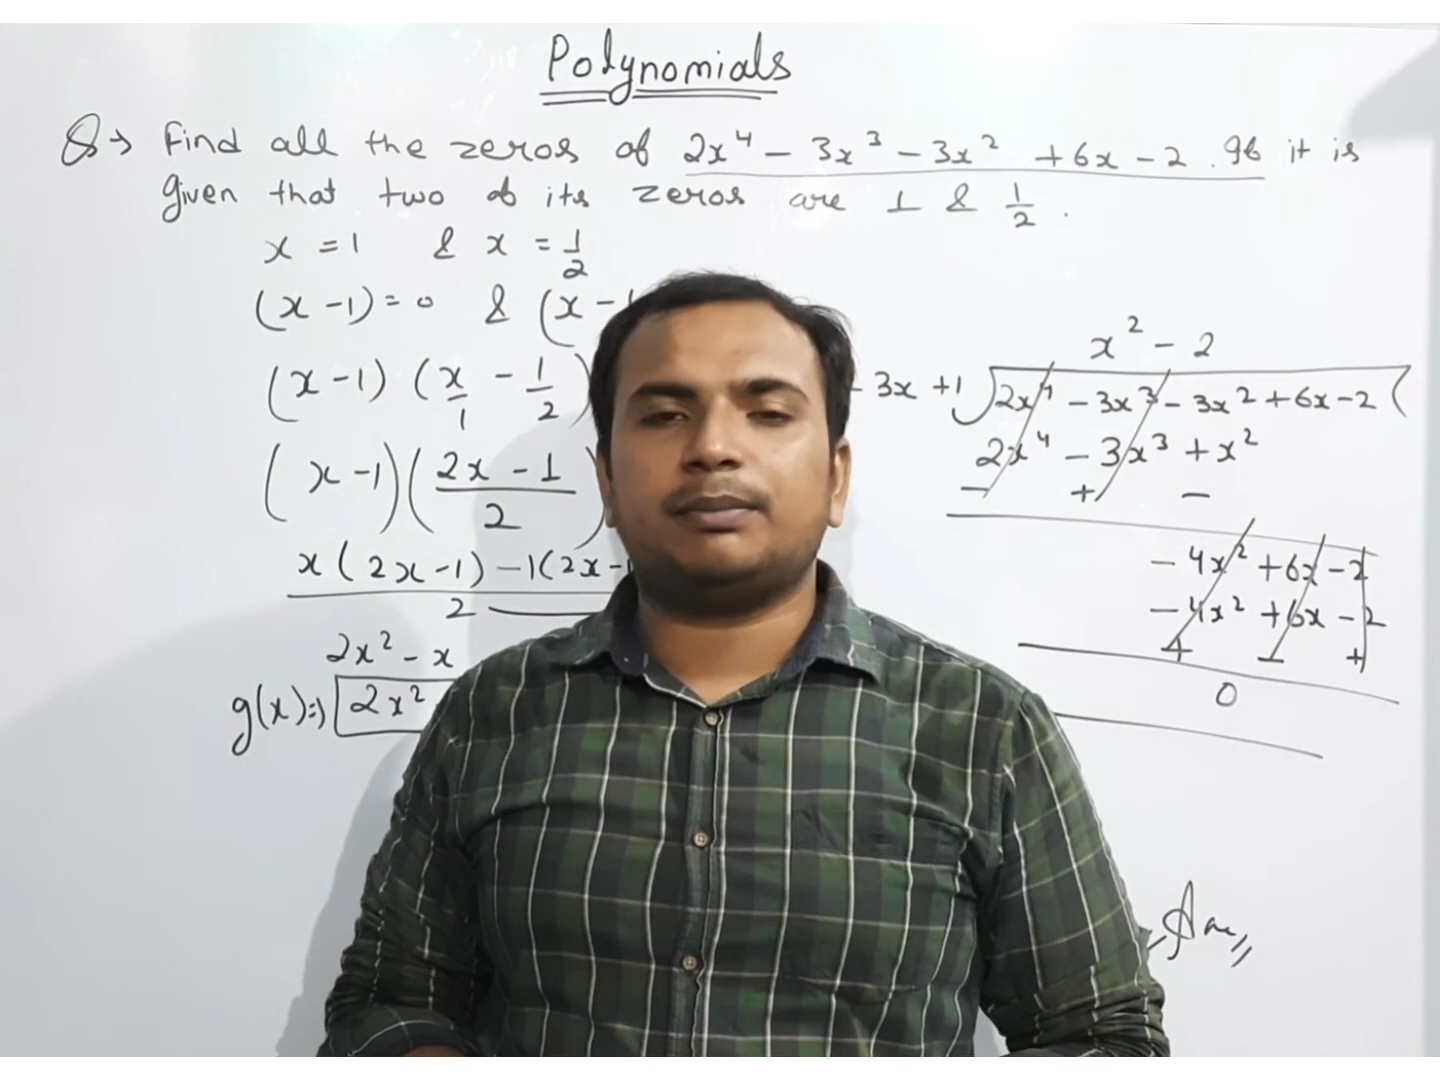 Polynomials
Q→ Find all the zeros of 2x⁴ - 3x³ - 3x² + 6x - 2 . If it is
given that two of its zeros are 1 & 1/2 .
x = 1 & x = 1/2
(x - 1) = 0 & (x - 1
(x - 1) (x/1 - 1/2)
(x - 1) ((2x - 1)/2)
x (2x - 1) - 1(2x - 1
2
2x² - x
g(x) ⇒ 2x²
x² - 2
- 3x + 1 ) 2x⁴ - 3x³ - 3x² + 6x - 2 (
2x⁴ - 3x³ + x²
- + -
- 4x² + 6x - 2
- 4x² + 6x - 2
+ - +
0
Ans